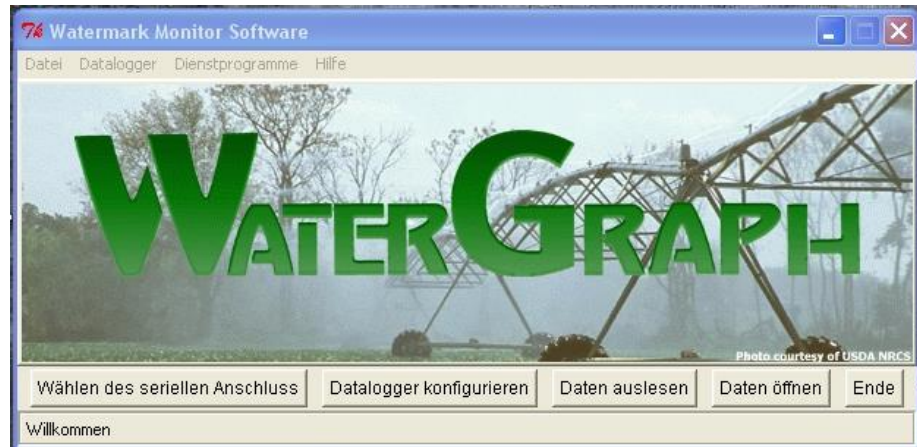 Watermark Monitor Software
Datei Datalogger Dienstprogramme Hilfe
WATERGRAPH
Photo courtesy of USDA NRCS
Wählen des seriellen Anschluss Datalogger konfigurieren Daten auslesen Daten öffnen Ende
Willkommen